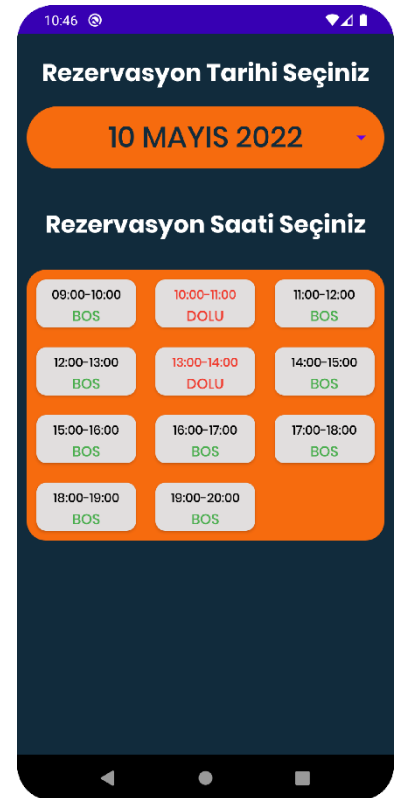 10:46
Rezervasyon Tarihi Seçiniz
10 MAYIS 2022
Rezervasyon Saati Seçiniz
09:00-10:00 10:00-11:00 11:00-12:00
BOS DOLU BOS
12:00-13:00 13:00-14:00 14:00-15:00
BOS DOLU BOS
15:00-16:00 16:00-17:00 17:00-18:00
BOS BOS BOS
18:00-19:00 19:00-20:00
BOS BOS